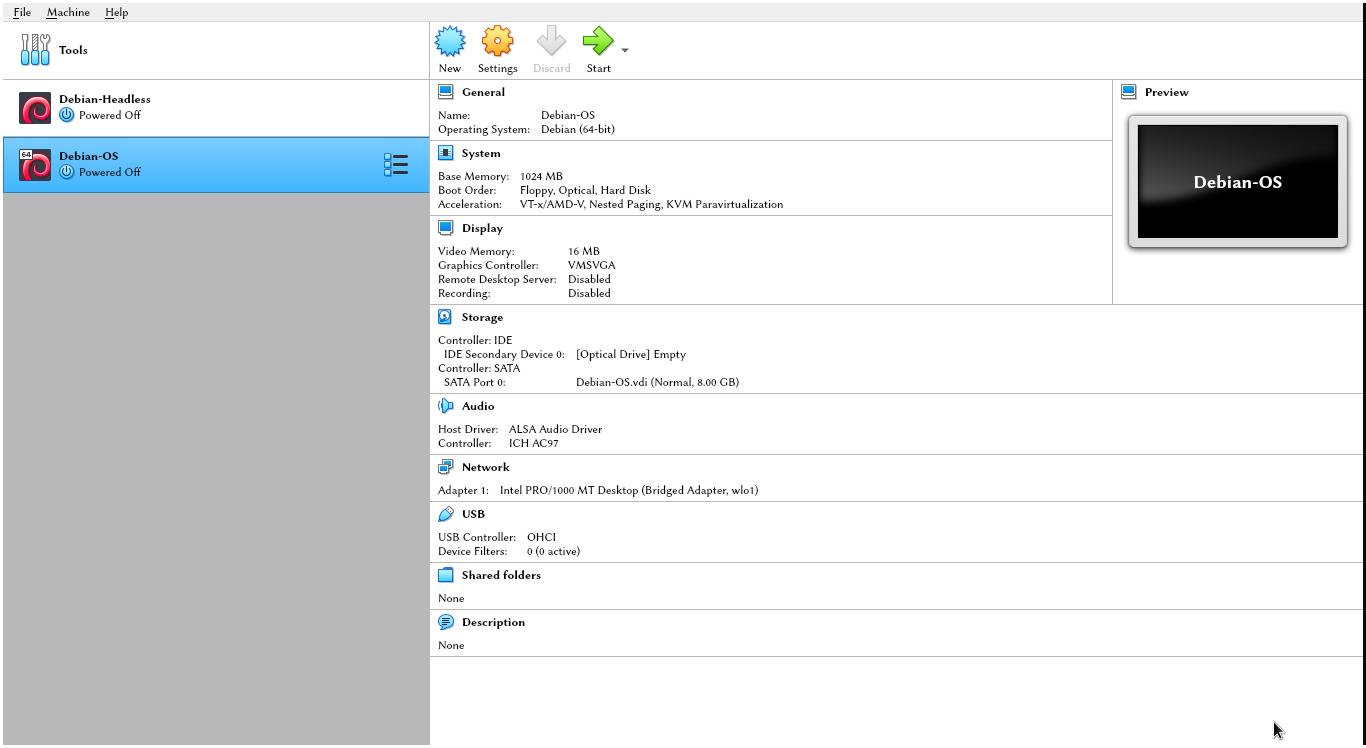 File Machine Help
Tools
New Settings Discard Start
Debian-Headless
Powered Off
64
Debian-OS
Powered Off
General
Name: Debian-OS
Operating System: Debian (64-bit)
System
Base Memory: 1024 MB
Boot Order: Floppy, Optical, Hard Disk
Acceleration: VT-x/AMD-V, Nested Paging, KVM Paravirtualization
Display
Video Memory: 16 MB
Graphics Controller: VMSVGA
Remote Desktop Server: Disabled
Recording: Disabled
Preview
Debian-OS
Storage
Controller: IDE
IDE Secondary Device 0: [Optical Drive] Empty
Controller: SATA
SATA Port 0: Debian-OS.vdi (Normal, 8.00 GB)
Audio
Host Driver: ALSA Audio Driver
Controller: ICH AC97
Network
Adapter 1: Intel PRO/1000 MT Desktop (Bridged Adapter, wlo1)
USB
USB Controller: OHCI
Device Filters: 0 (0 active)
Shared folders
None
Description
None